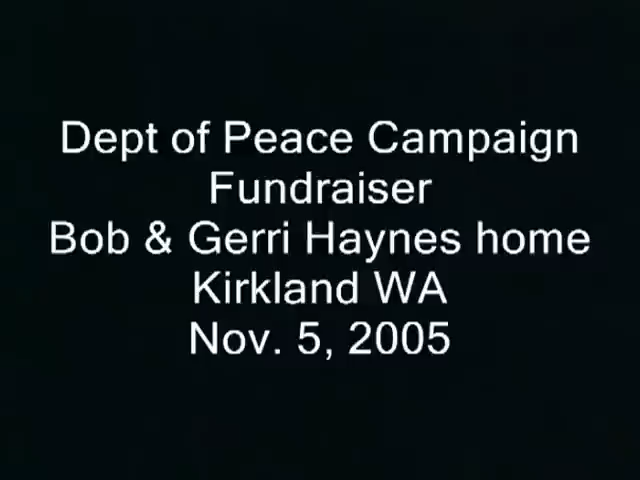 Dept of Peace Campaign
Fundraiser
Bob & Gerri Haynes home
Kirkland WA
Nov. 5, 2005